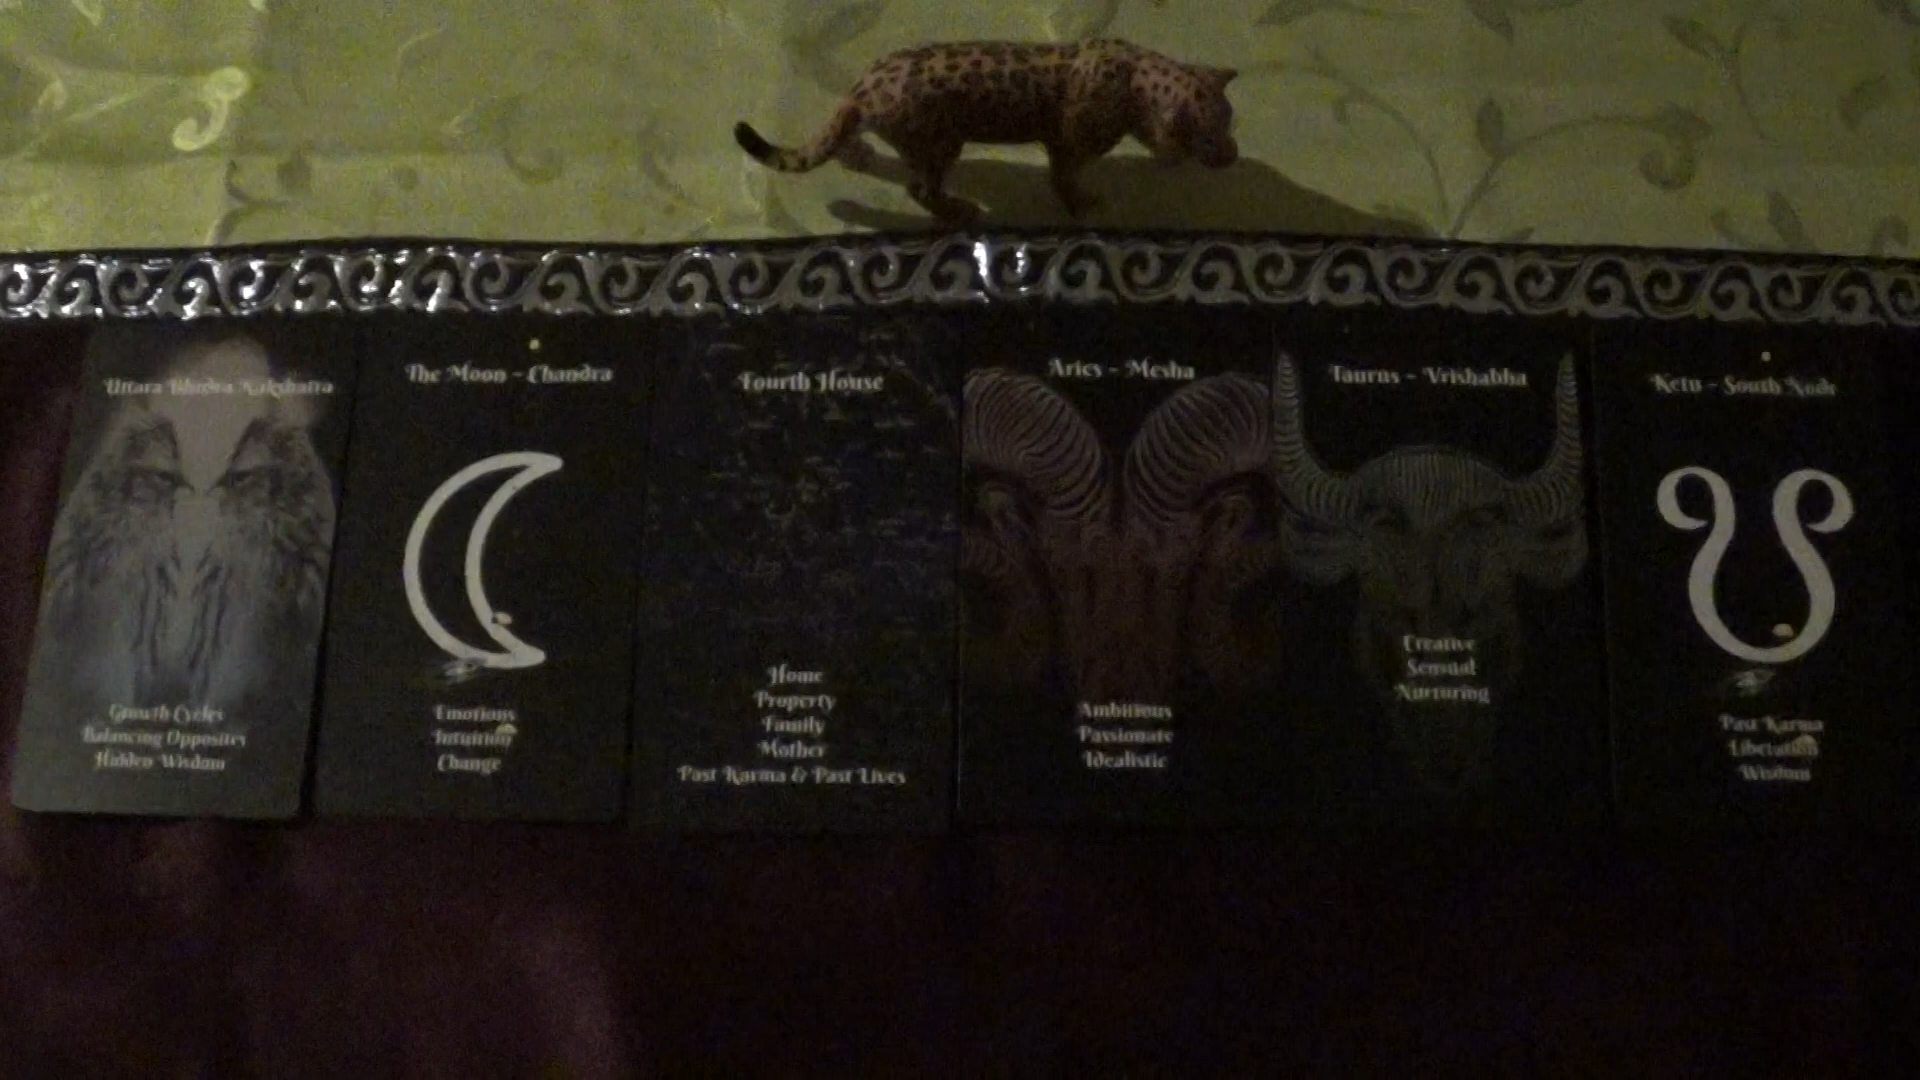 Uttara Bhadra Nakshatra
Growth Cycles
Balancing Opposites
Hidden Wisdom
The Moon - Chandra
Emotions
Intuition
Change
Fourth House
Home
Property
Family
Mother
Past Karma & Past Lives
Aries - Mesha
Ambitious
Passionate
Idealistic
Taurus - Vrishabha
Creative
Sensual
Nurturing
Ketu - South Node
Past Karma
Liberation
Wisdom